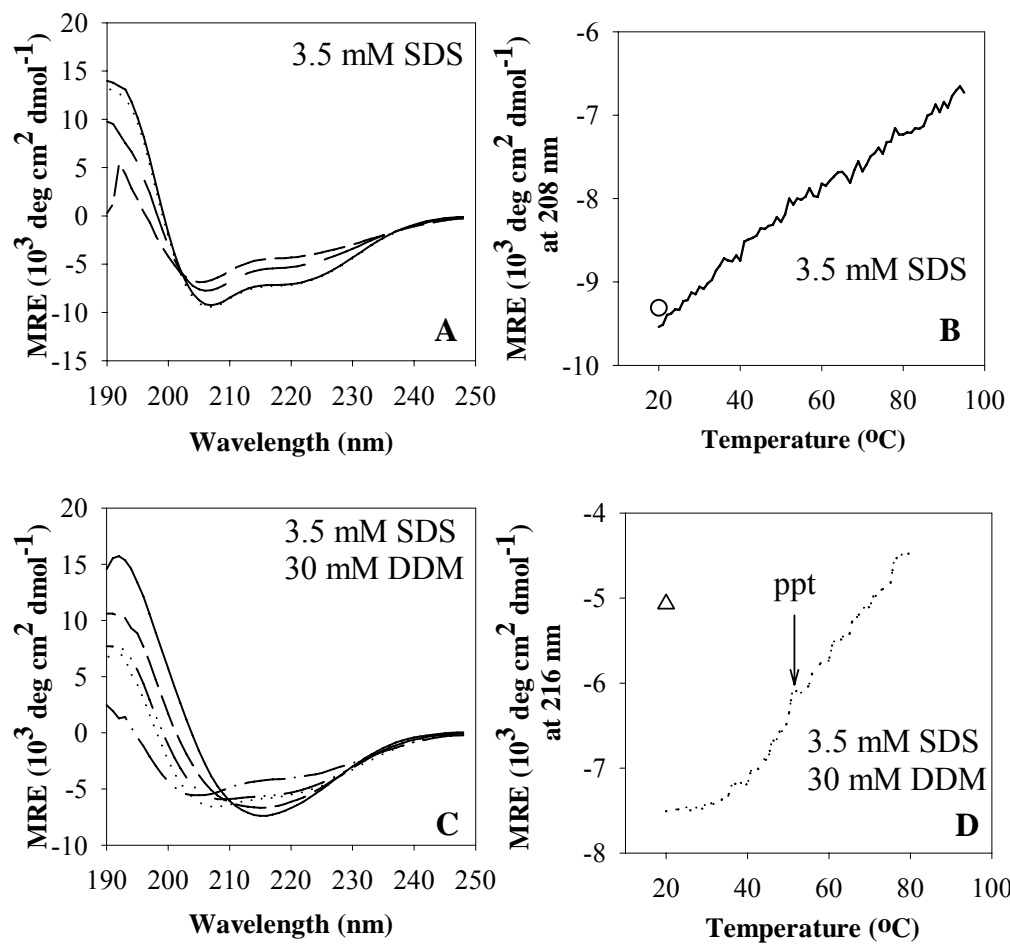 20
15
10
5
0
-5
-10
-15
MRE (10³ deg cm² dmol⁻¹)
3.5 mM SDS
A
190 200 210 220 230 240 250
Wavelength (nm)
-6
-7
-8
-9
-10
MRE (10³ deg cm² dmol⁻¹)
at 208 nm
3.5 mM SDS
B
20 40 60 80 100
Temperature (ºC)
20
15
10
5
0
-5
-10
MRE (10³ deg cm² dmol⁻¹)
3.5 mM SDS
30 mM DDM
C
190 200 210 220 230 240 250
Wavelength (nm)
-4
-5
-6
-7
-8
MRE (10³ deg cm² dmol⁻¹)
at 216 nm
ppt
3.5 mM SDS
30 mM DDM
D
20 40 60 80 100
Temperature (ºC)